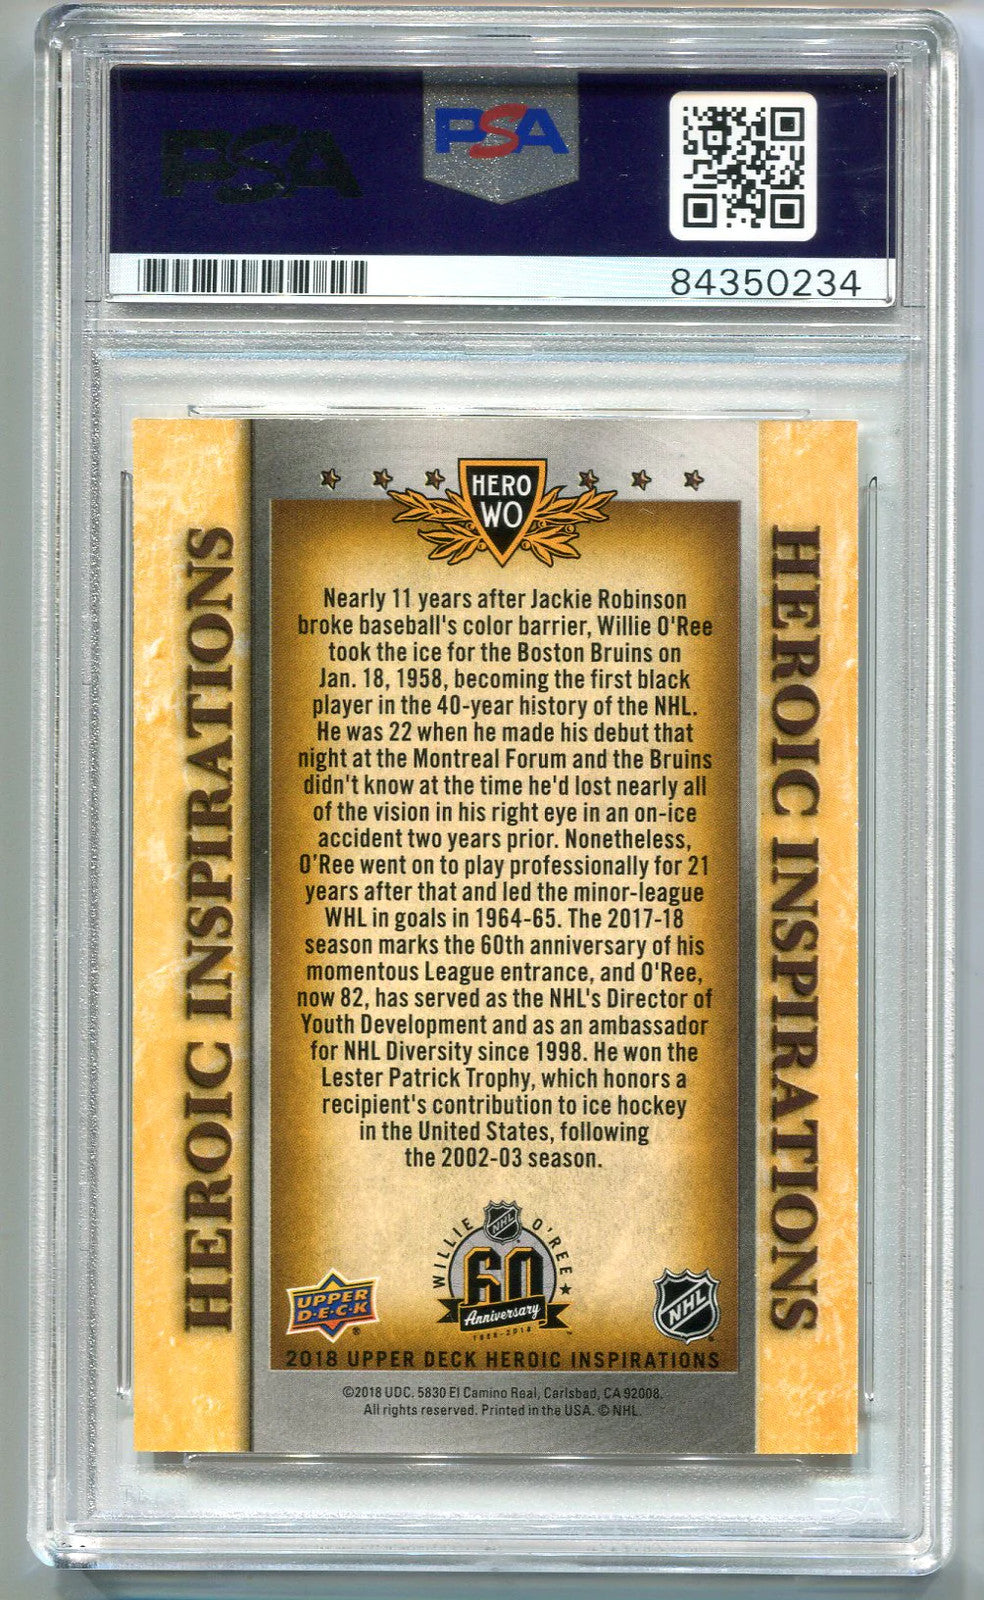 PSA
PSA
84350234
HERO
WO
HEROIC INSPIRATIONS
HEROIC INSPIRATIONS
Nearly 11 years after Jackie Robinson
broke baseball's color barrier, Willie O'Ree
took the ice for the Boston Bruins on
Jan. 18, 1958, becoming the first black
player in the 40-year history of the NHL.
He was 22 when he made his debut that
night at the Montreal Forum and the Bruins
didn't know at the time he'd lost nearly all
of the vision in his right eye in an on-ice
accident two years prior. Nonetheless,
O'Ree went on to play professionally for 21
years after that and led the minor-league
WHL in goals in 1964-65. The 2017-18
season marks the 60th anniversary of his
momentous League entrance, and O'Ree,
now 82, has served as the NHL's Director of
Youth Development and as an ambassador
for NHL Diversity since 1998. He won the
Lester Patrick Trophy, which honors a
recipient's contribution to ice hockey
in the United States, following
the 2002-03 season.
WILLIE O'REE
NHL
60
Anniversary
1958-2018
™
UPPER
D·E·C·K
®
NHL
2018 UPPER DECK HEROIC INSPIRATIONS
©2018 UDC. 5830 El Camino Real, Carlsbad, CA 92008.
All rights reserved. Printed in the USA. © NHL.
PSA